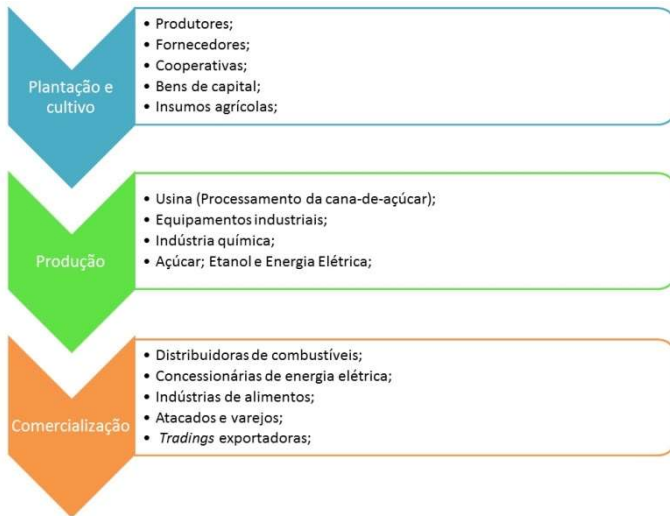 Plantação e
cultivo
• Produtores;
• Fornecedores;
• Cooperativas;
• Bens de capital;
• Insumos agrícolas;
Produção
• Usina (Processamento da cana-de-açúcar);
• Equipamentos industriais;
• Indústria química;
• Açúcar; Etanol e Energia Elétrica;
Comercialização
• Distribuidoras de combustíveis;
• Concessionárias de energia elétrica;
• Indústrias de alimentos;
• Atacados e varejos;
• Tradings exportadoras;